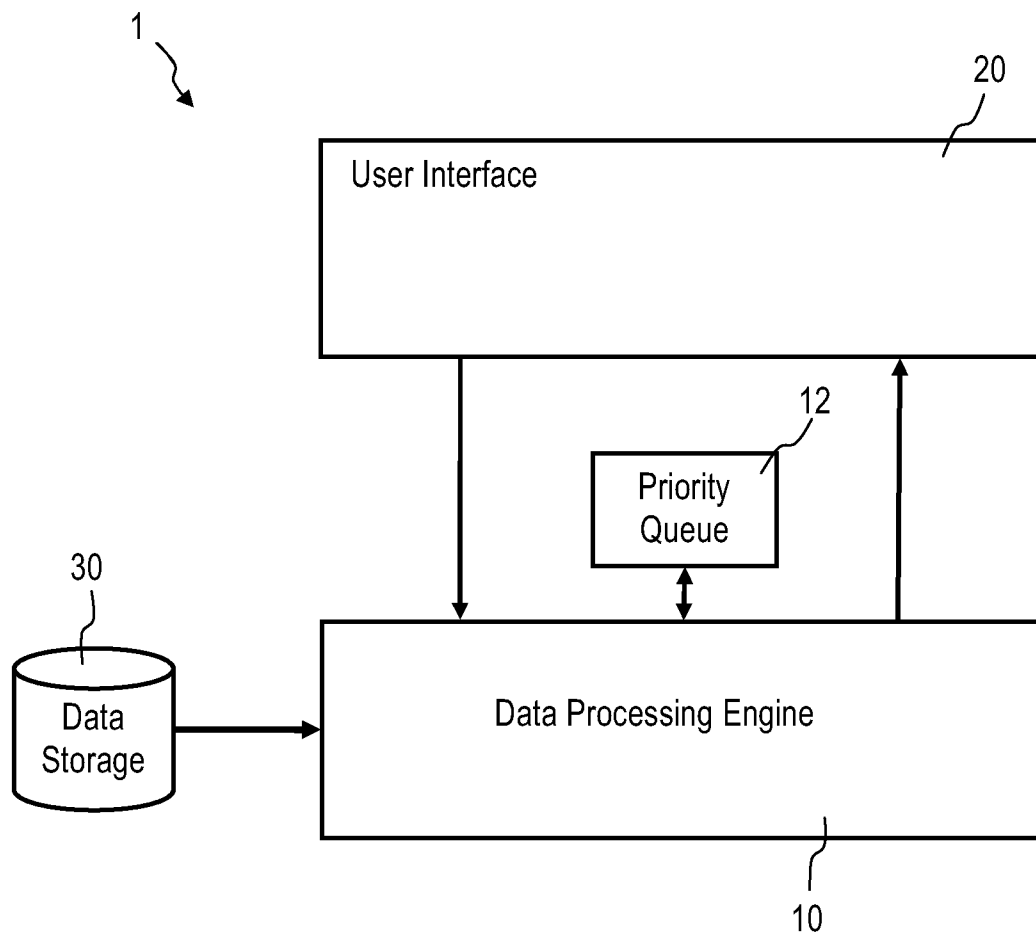 1
20
User Interface
12
Priority
Queue
30
Data
Storage
Data Processing Engine
10